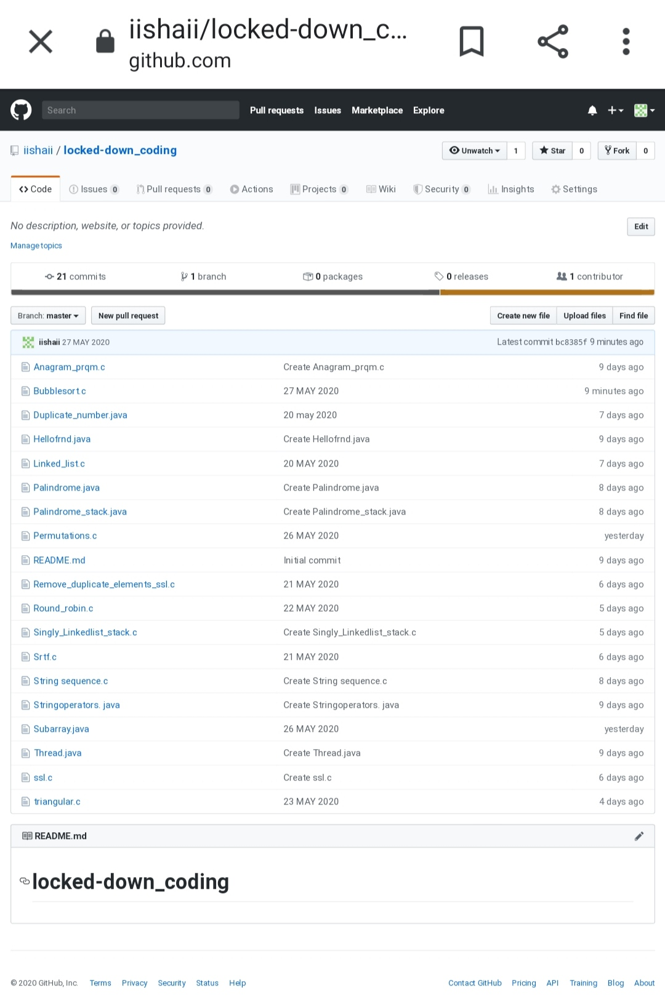 iishaii/locked-down_c...
github.com
Search Pull requests Issues Marketplace Explore
iishaii / locked-down_coding Unwatch 1 Star 0 Fork 0
Code Issues 0 Pull requests 0 Actions Projects 0 Wiki Security 0 Insights Settings
No description, website, or topics provided. Edit
Manage topics
21 commits 1 branch 0 packages 0 releases 1 contributor
Branch: master New pull request Create new file Upload files Find file
iishaii 27 MAY 2020 Latest commit bc8385f 9 minutes ago
Anagram_prqm.c Create Anagram_prqm.c 9 days ago
Bubblesort.c 27 MAY 2020 9 minutes ago
Duplicate_number.java 20 may 2020 7 days ago
Hellofrnd.java Create Hellofrnd.java 9 days ago
Linked_list.c 20 MAY 2020 7 days ago
Palindrome.java Create Palindrome.java 8 days ago
Palindrome_stack.java Create Palindrome_stack.java 8 days ago
Permutations.c 26 MAY 2020 yesterday
README.md Initial commit 9 days ago
Remove_duplicate_elements_ssl.c 21 MAY 2020 6 days ago
Round_robin.c 22 MAY 2020 5 days ago
Singly_Linkedlist_stack.c Create Singly_Linkedlist_stack.c 5 days ago
Srtf.c 21 MAY 2020 6 days ago
String sequence.c Create String sequence.c 8 days ago
Stringoperators. java Create Stringoperators. java 9 days ago
Subarray.java 26 MAY 2020 yesterday
Thread.java Create Thread.java 9 days ago
ssl.c Create ssl.c 6 days ago
triangular.c 23 MAY 2020 4 days ago
README.md
locked-down_coding
© 2020 GitHub, Inc. Terms Privacy Security Status Help Contact GitHub Pricing API Training Blog About